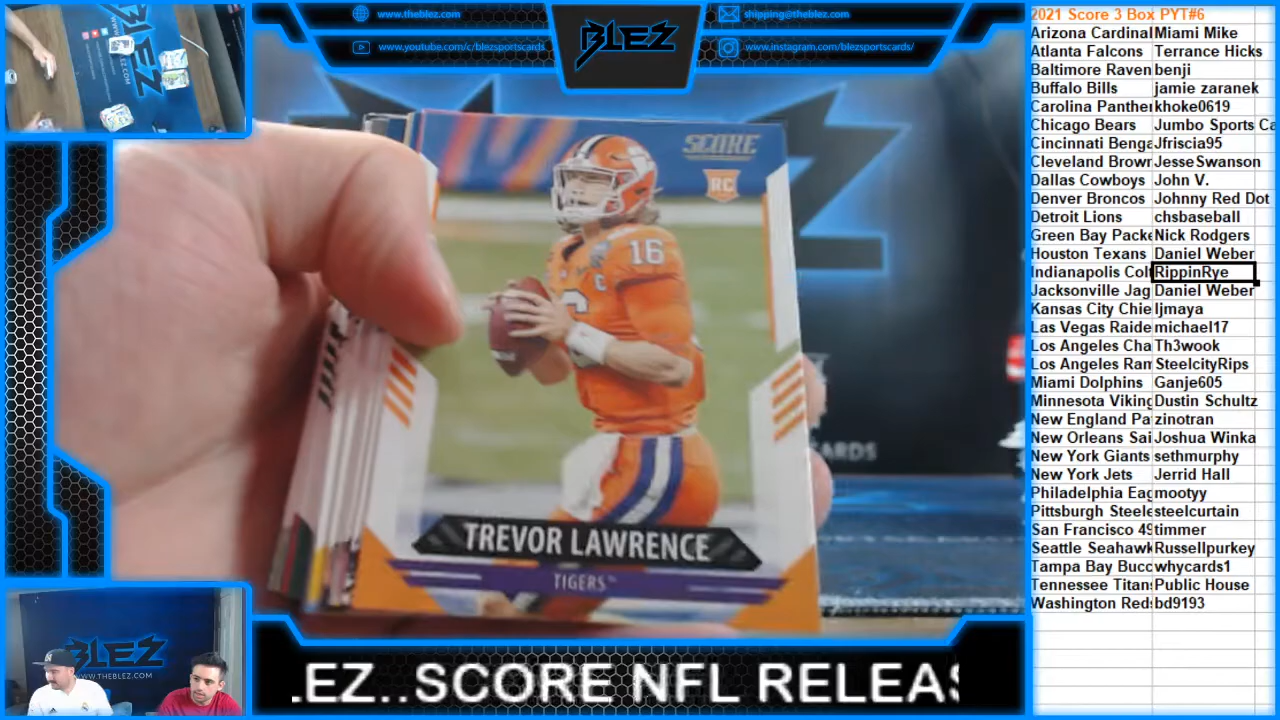 www.theblez.com
shipping@theblez.com
www.youtube.com/c/blezsportscards
www.instagram.com/blezsportscards/
BLEZ
SCORE
RC
16
C
TREVOR LAWRENCE
TIGERS
CARDS
BLEZ
WWW.THEBLEZ.COM
.EZ..SCORE NFL RELEAS
2021 Score 3 Box PYT#6
Arizona Cardinal Miami Mike
Atlanta Falcons Terrance Hicks
Baltimore Raven benji
Buffalo Bills jamie zaranek
Carolina Panther khoke0619
Chicago Bears Jumbo Sports Ca
Cincinnati Benga Jfriscia95
Cleveland Brown JesseSwanson
Dallas Cowboys John V.
Denver Broncos Johnny Red Dot
Detroit Lions chsbaseball
Green Bay Packe Nick Rodgers
Houston Texans Daniel Weber
Indianapolis Col RippinRye
Jacksonville Jag Daniel Weber
Kansas City Chie ljmaya
Las Vegas Raide michael17
Los Angeles Cha Th3wook
Los Angeles Ram SteelcityRips
Miami Dolphins Ganje605
Minnesota Viking Dustin Schultz
New England Pa zinotran
New Orleans Sai Joshua Winka
New York Giants sethmurphy
New York Jets Jerrid Hall
Philadelphia Eag mootyy
Pittsburgh Steele steelcurtain
San Francisco 49 timmer
Seattle Seahawk Russellpurkey
Tampa Bay Bucc whycards1
Tennessee Titan Public House
Washington Reds bd9193